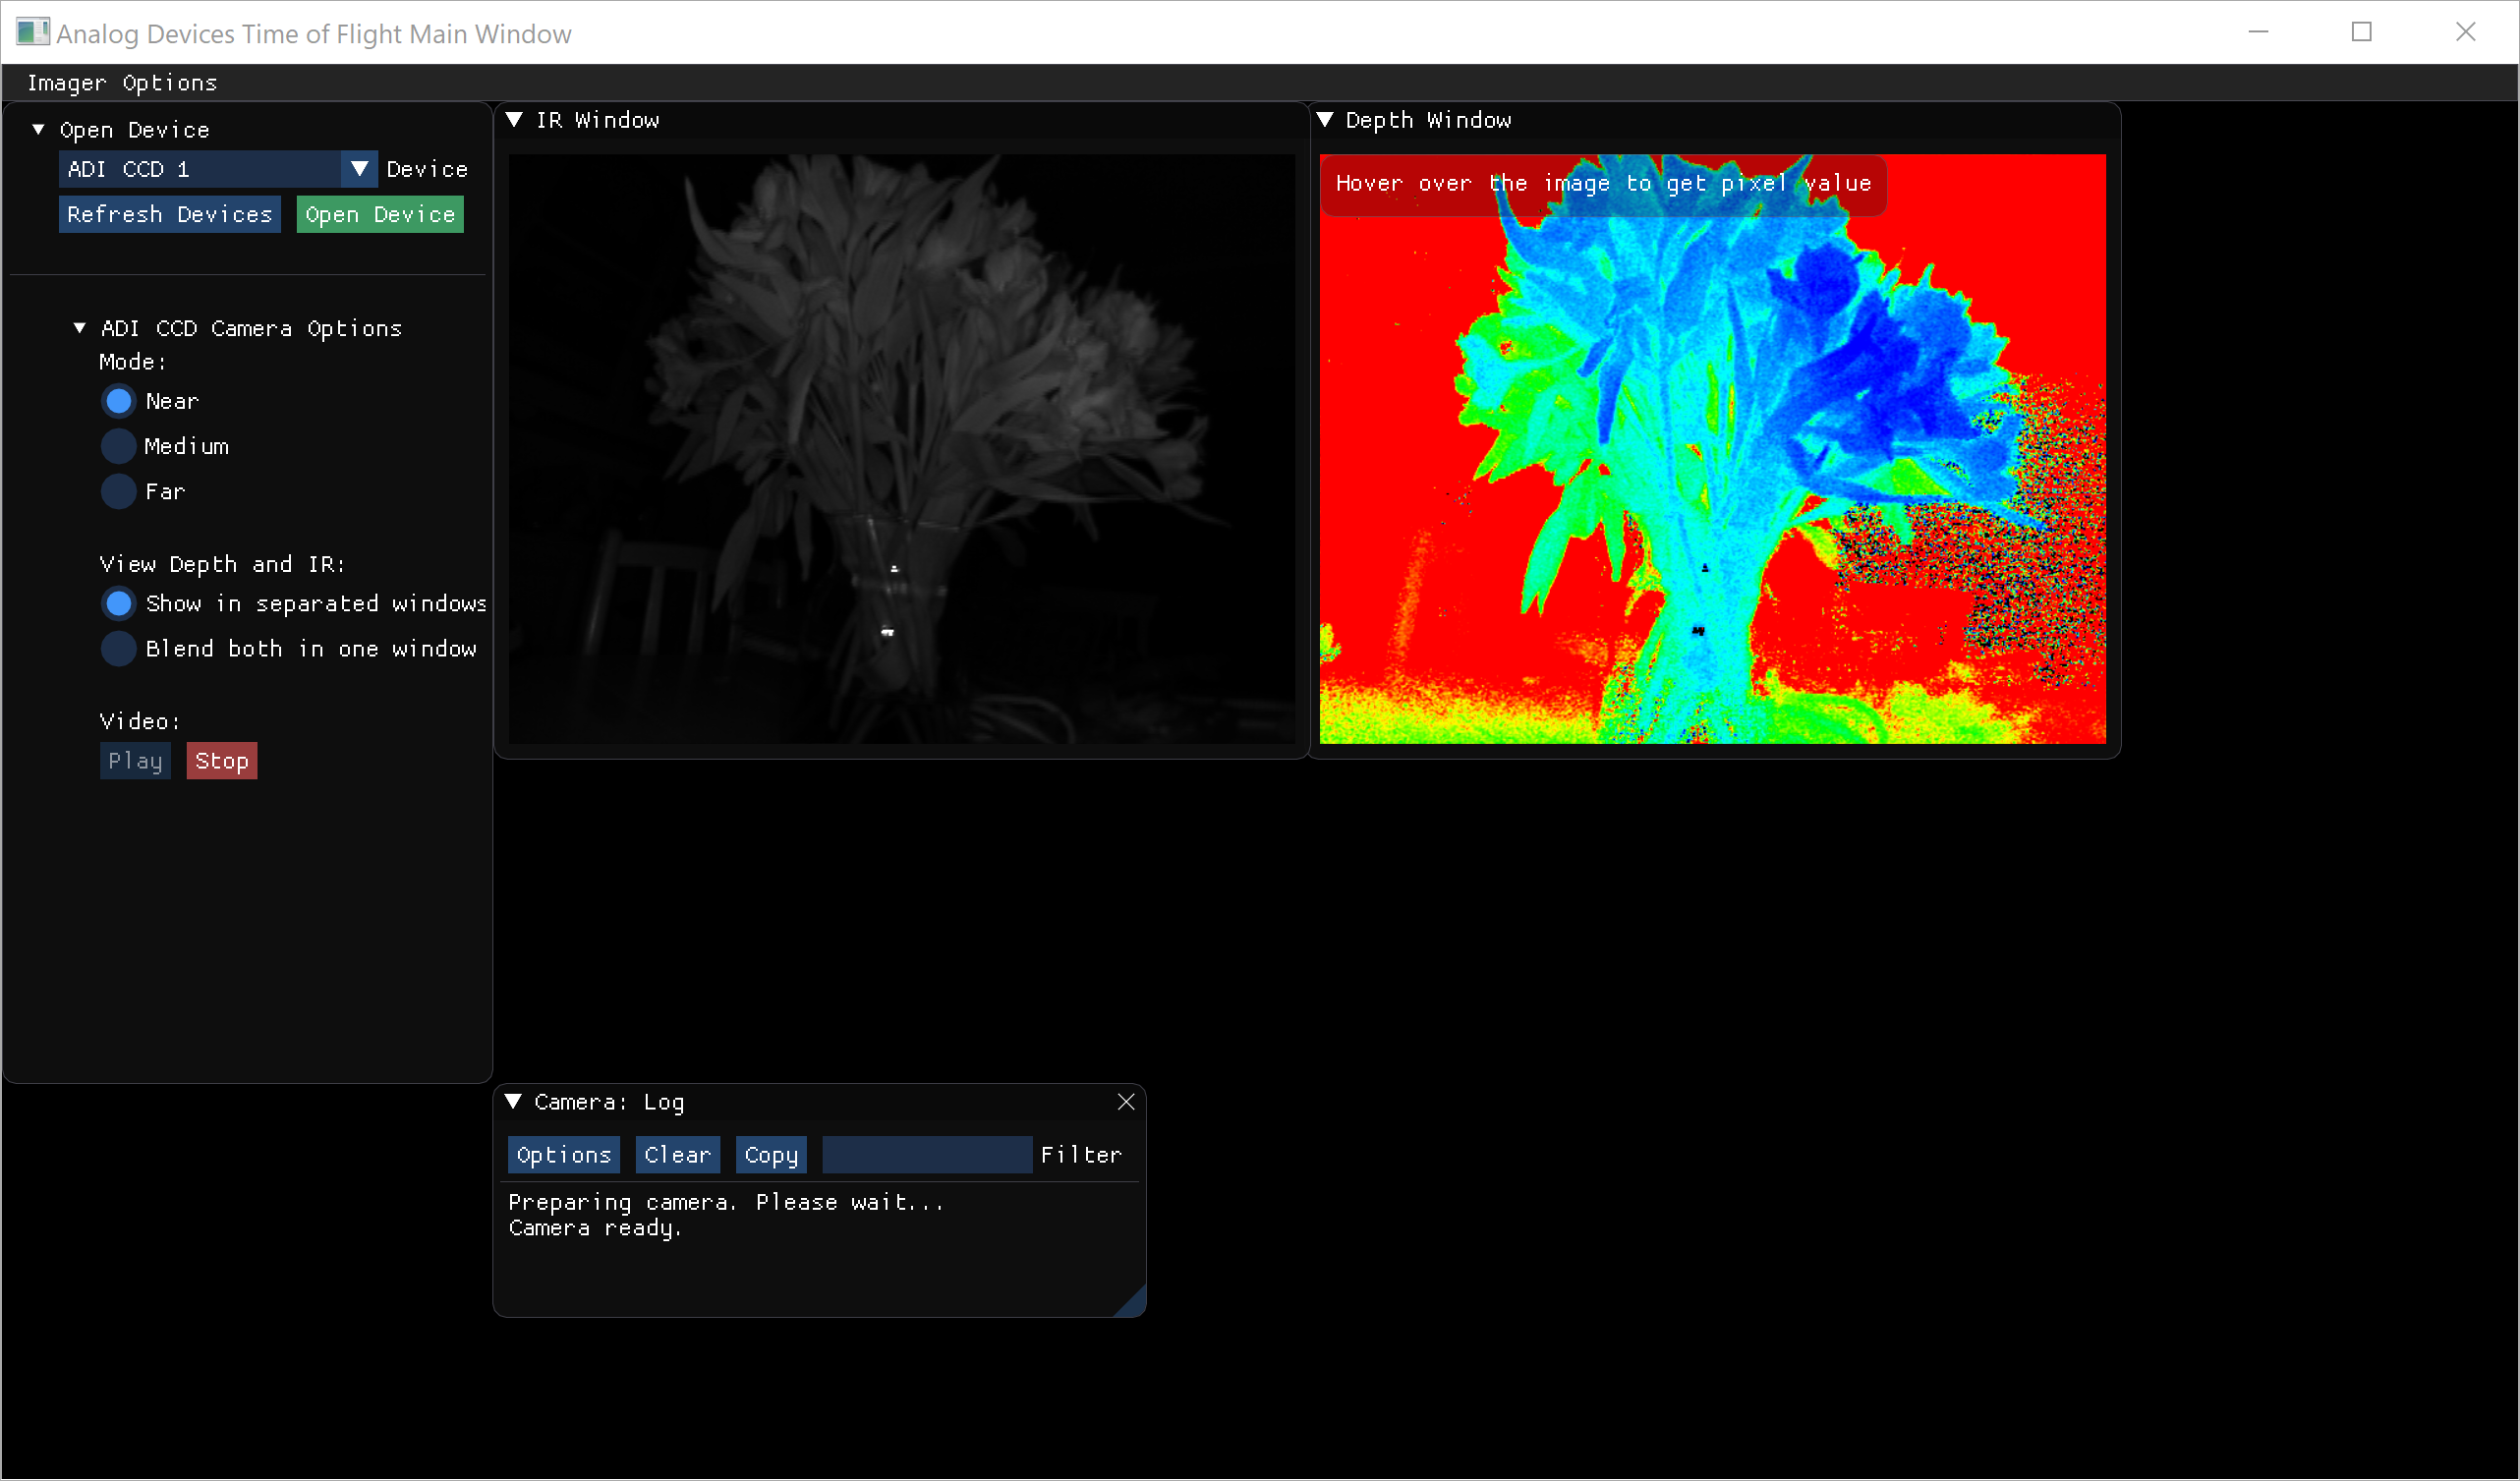 Analog Devices Time of Flight Main Window
Imager Options
Open Device
ADI CCD 1
Device
Refresh Devices
Open Device
ADI CCD Camera Options
Mode:
Near
Medium
Far
View Depth and IR:
Show in separated windows
Blend both in one window
Video:
Play
Stop
IR Window
Depth Window
Hover over the image to get pixel value
Camera: Log
Options
Clear
Copy
Filter
Preparing camera. Please wait...
Camera ready.